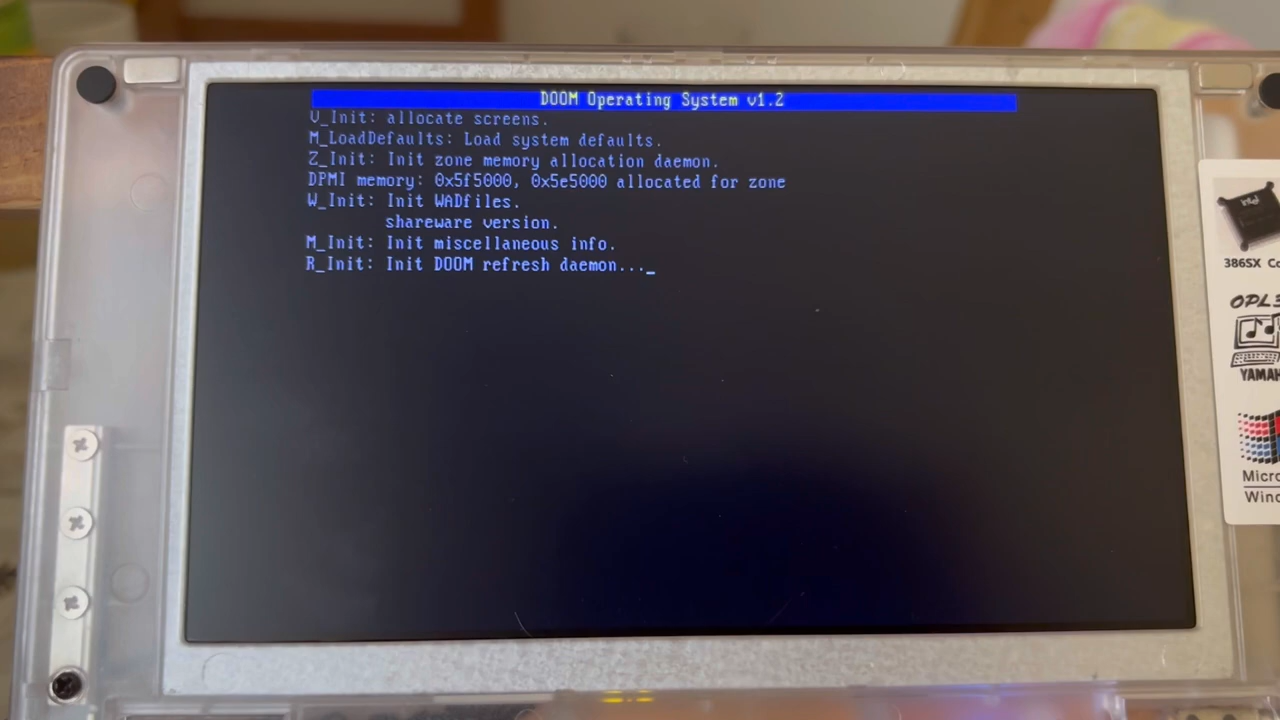 DOOM Operating System v1.2
V_Init: allocate screens.
M_LoadDefaults: Load system defaults.
Z_Init: Init zone memory allocation daemon.
DPMI memory: 0x5f5000, 0x5e5000 allocated for zone
W_Init: Init WADfiles.
shareware version.
M_Init: Init miscellaneous info.
R_Init: Init DOOM refresh daemon..._
intel
386SX Co
OPL3
YAMAH
Micro
Wind